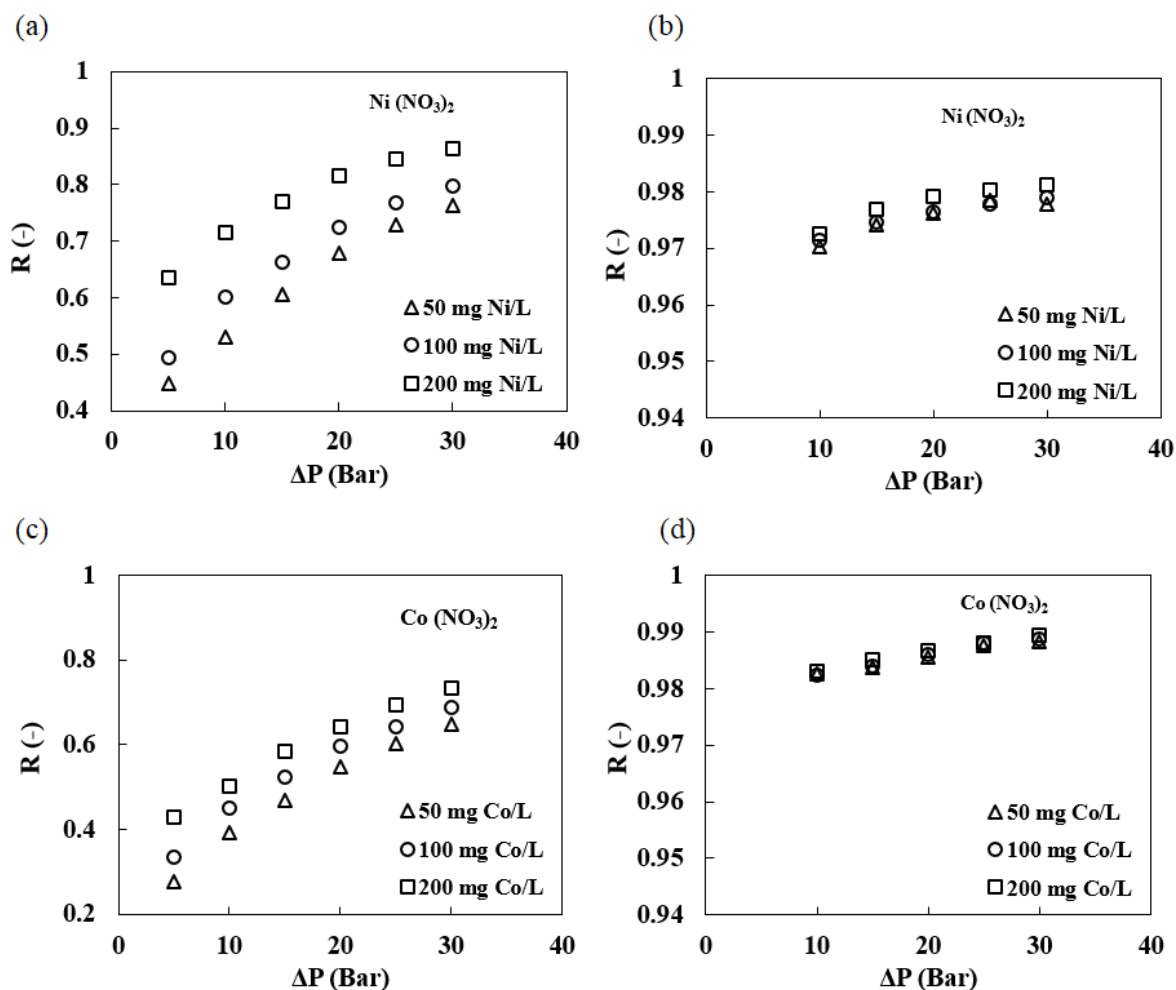 (a)
1
0.9
0.8
0.7
0.6
0.5
0.4
R (-)
Ni (NO₃)₂
50 mg Ni/L
100 mg Ni/L
200 mg Ni/L
0 10 20 30 40
ΔP (Bar)
(b)
1
0.99
0.98
0.97
0.96
0.95
0.94
R (-)
Ni (NO₃)₂
50 mg Ni/L
100 mg Ni/L
200 mg Ni/L
0 10 20 30 40
ΔP (Bar)
(c)
1
0.8
0.6
0.4
0.2
R (-)
Co (NO₃)₂
50 mg Co/L
100 mg Co/L
200 mg Co/L
0 10 20 30 40
ΔP (Bar)
(d)
1
0.99
0.98
0.97
0.96
0.95
0.94
R (-)
Co (NO₃)₂
50 mg Co/L
100 mg Co/L
200 mg Co/L
0 10 20 30 40
ΔP (Bar)